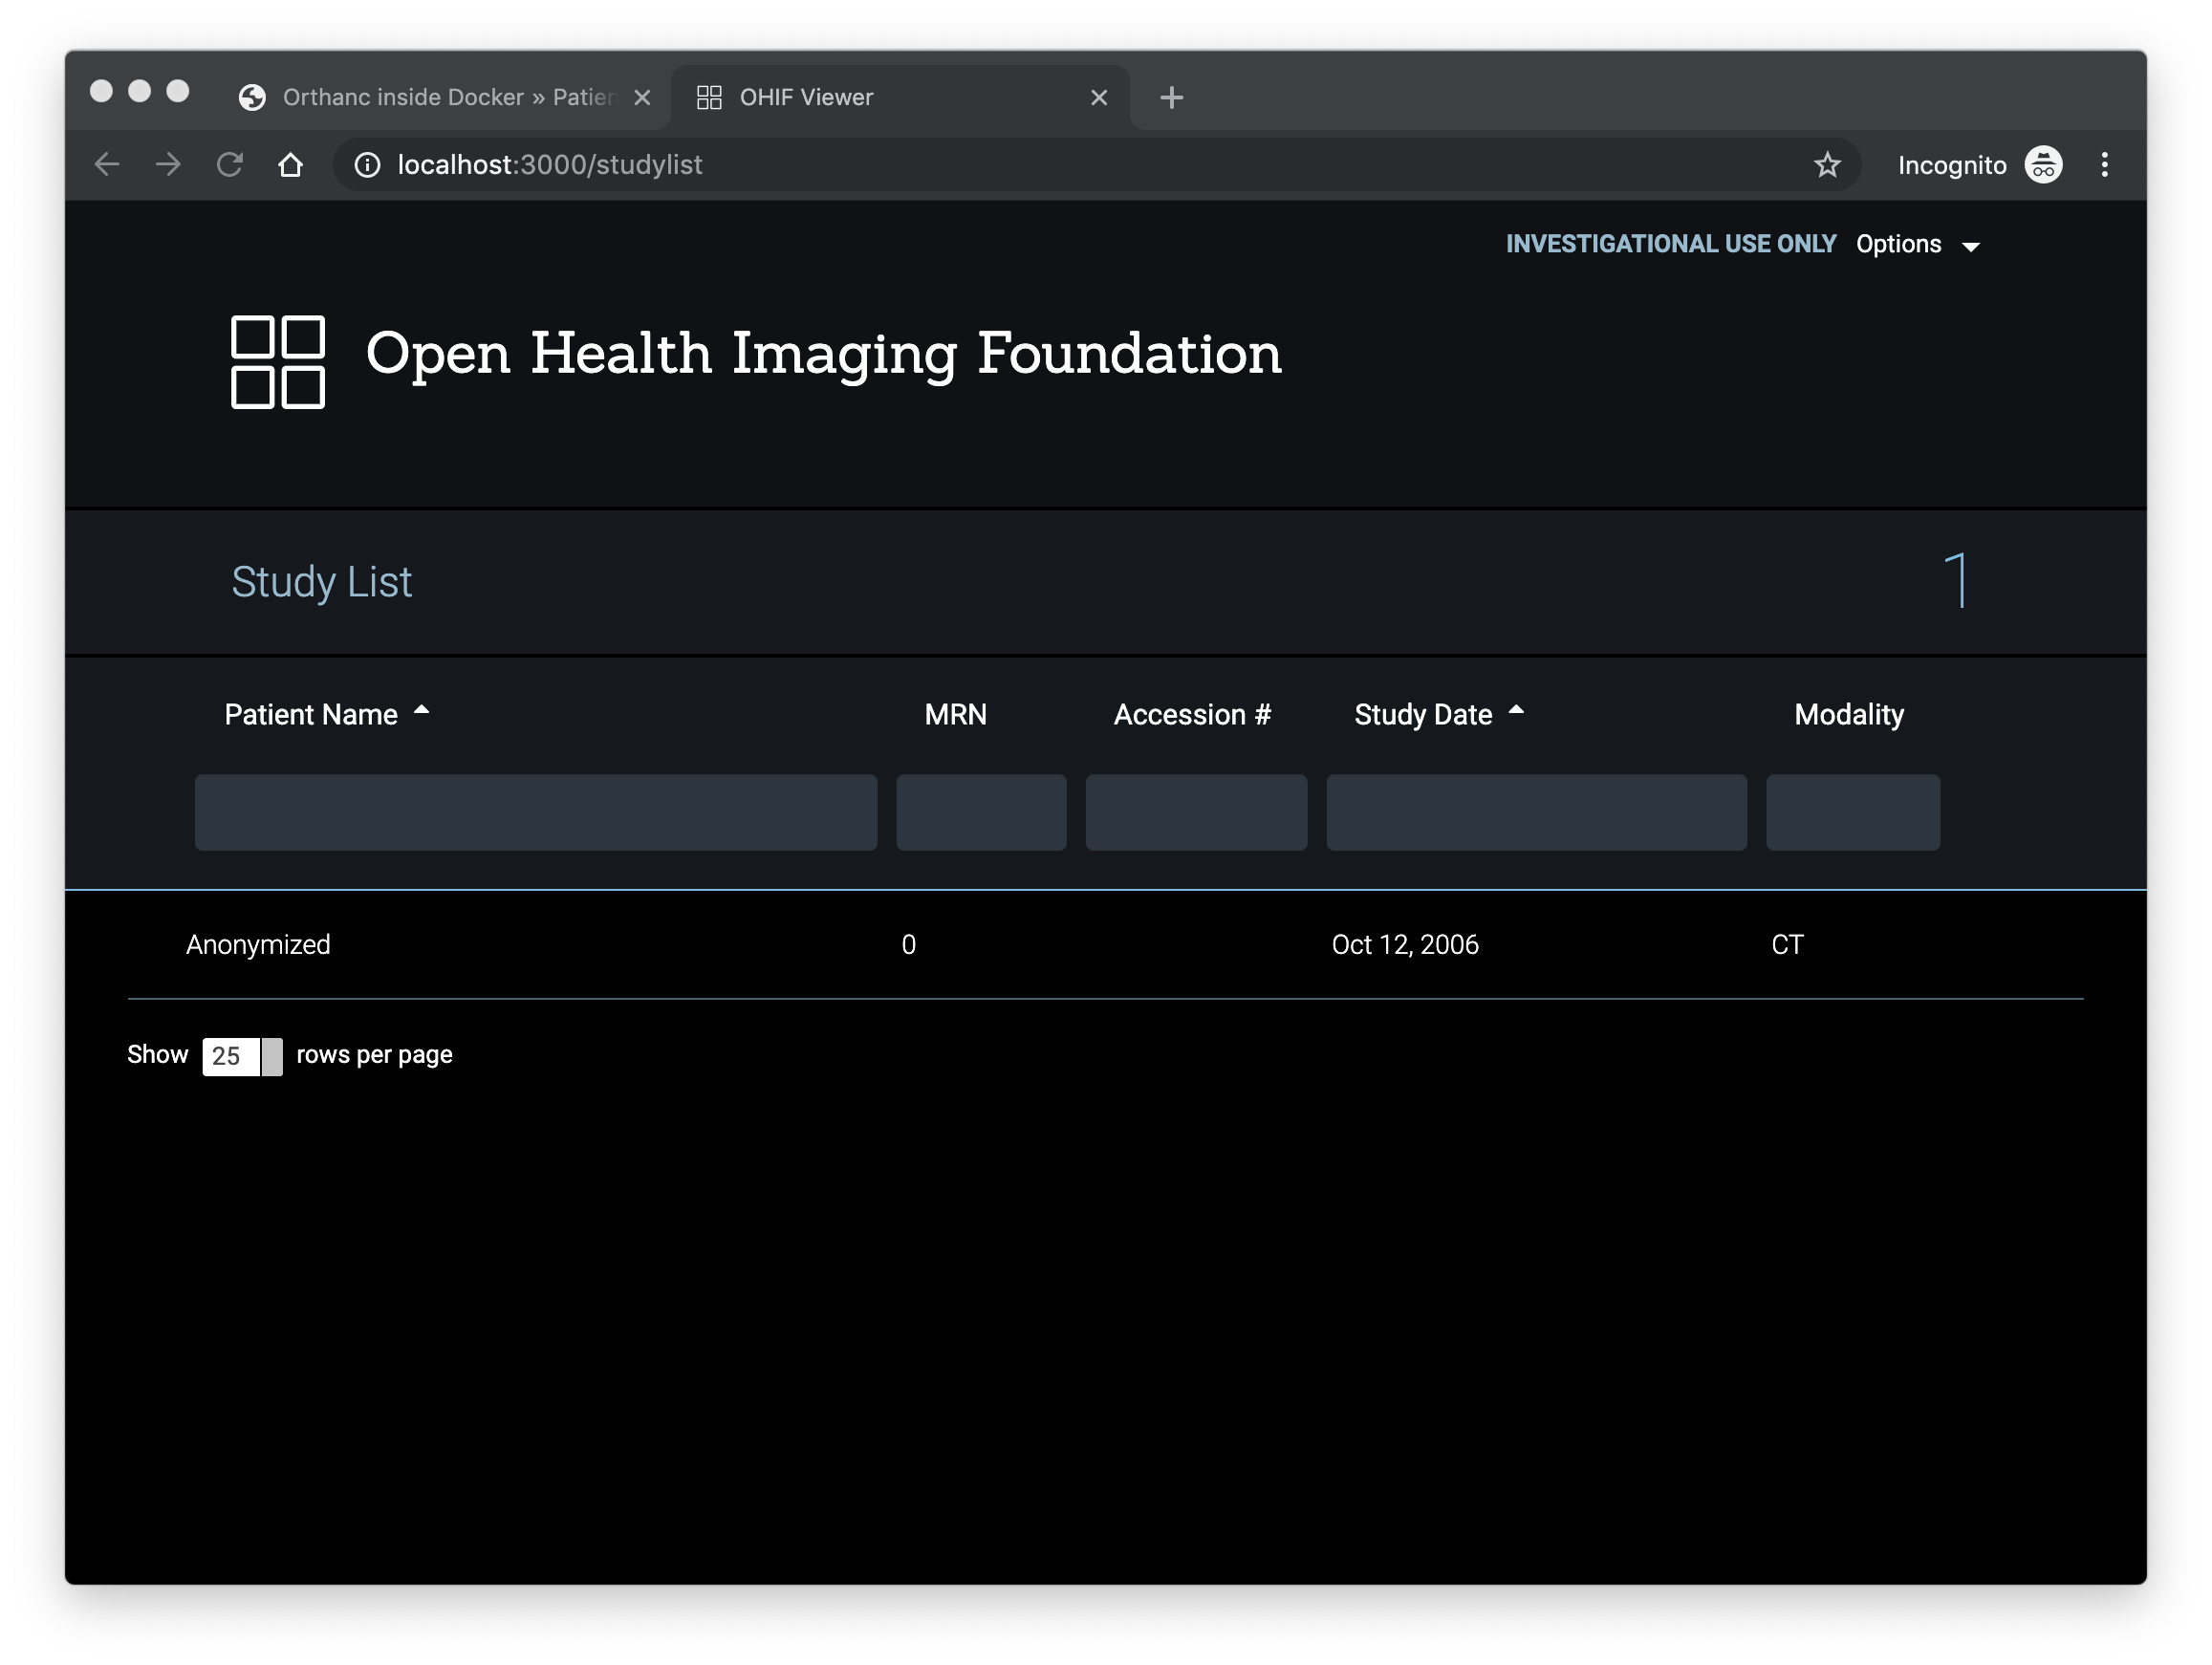 Orthanc inside Docker » Patien
OHIF Viewer
localhost:3000/studylist
Incognito
INVESTIGATIONAL USE ONLY Options
Open Health Imaging Foundation
Study List 1
Patient Name MRN Accession # Study Date Modality
Anonymized 0 Oct 12, 2006 CT
Show 25 rows per page